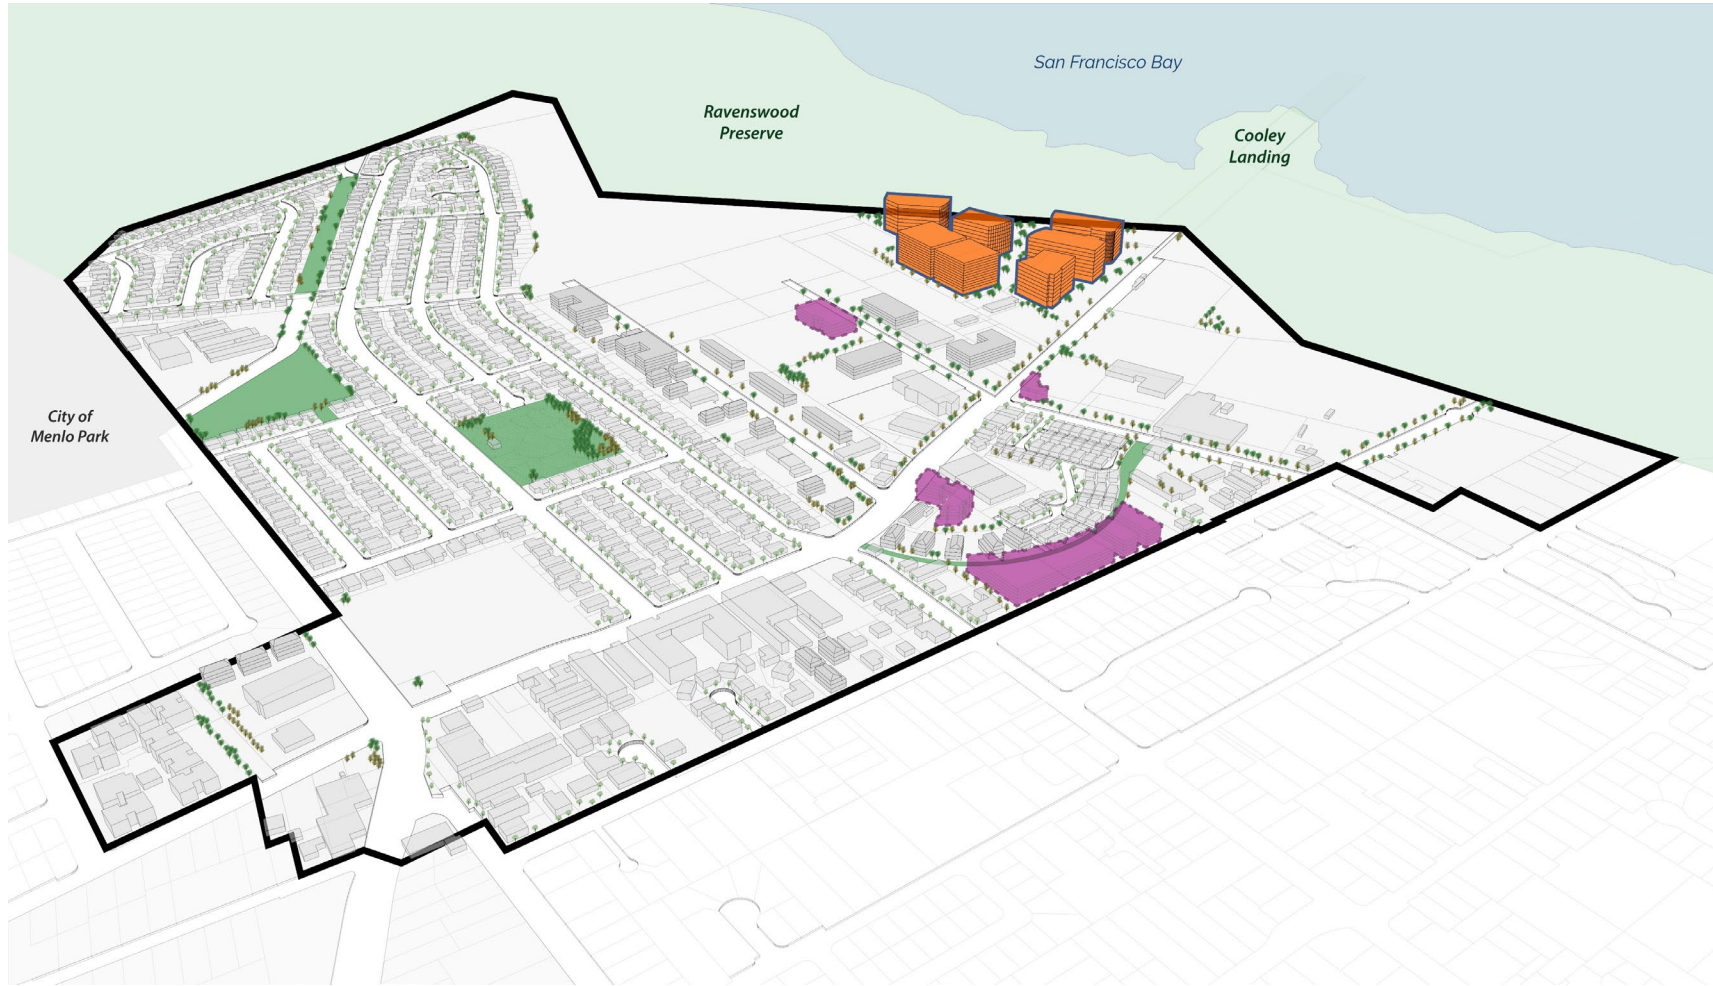 San Francisco Bay
Ravenswood
Preserve
Cooley
Landing
City of
Menlo Park